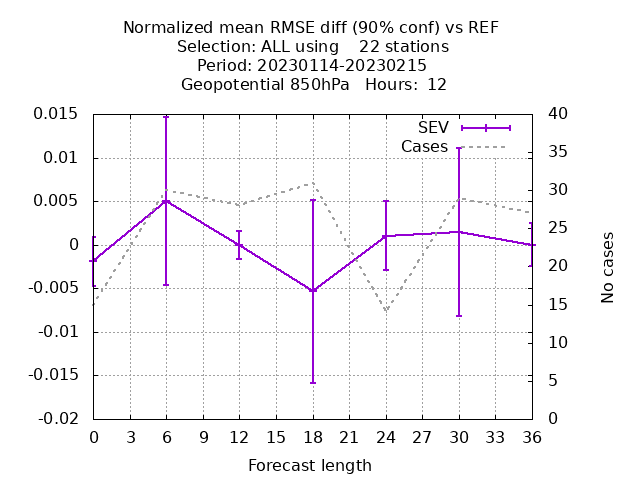 Normalized mean RMSE diff (90% conf) vs REF
Selection: ALL using    22 stations
Period: 20230114-20230215
Geopotential 850hPa   Hours:  12
0.015
0.01
0.005
0
-0.005
-0.01
-0.015
-0.02
SEV
Cases
40
35
30
25
20
15
10
5
0
No cases
0 3 6 9 12 15 18 21 24 27 30 33 36
Forecast length